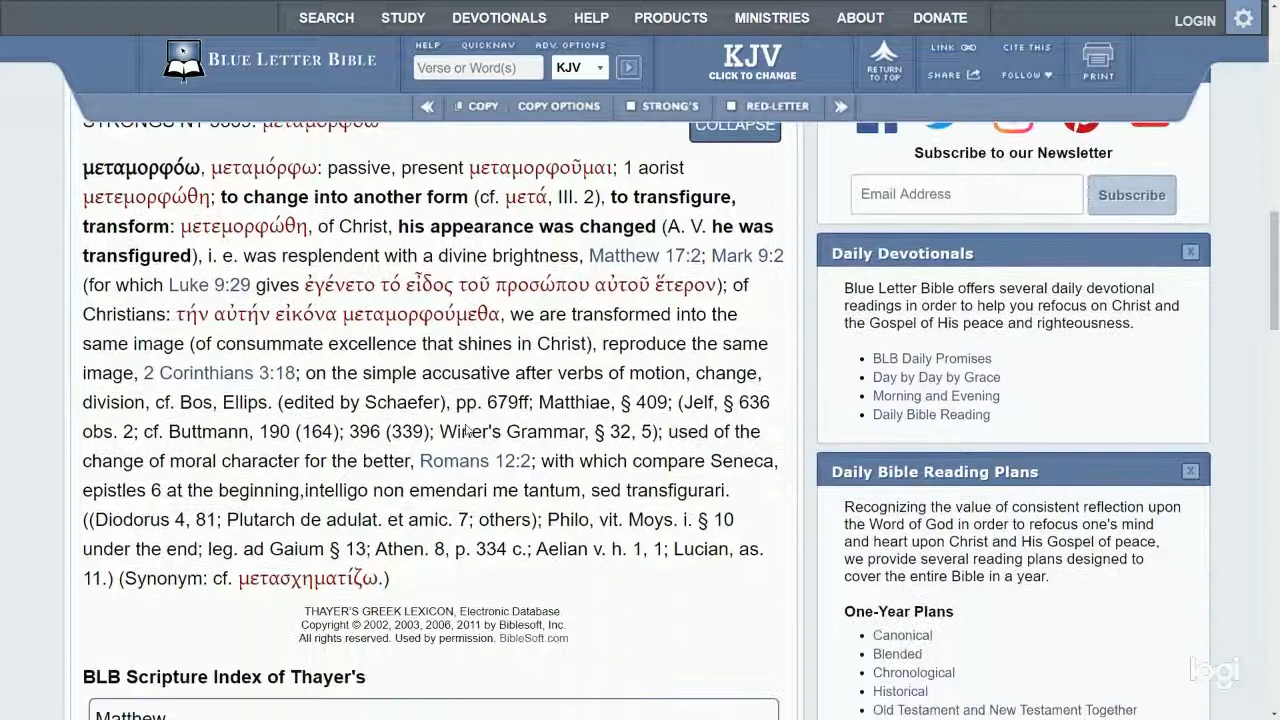 SEARCH STUDY DEVOTIONALS HELP PRODUCTS MINISTRIES ABOUT DONATE LOGIN
HELP QUICKNAV ADV. OPTIONS
BLUE LETTER BIBLE
Verse or Word(s) KJV
KJV
CLICK TO CHANGE
RETURN TO TOP
LINK CITE THIS
SHARE FOLLOW
PRINT
COPY COPY OPTIONS STRONG'S RED-LETTER
COLLAPSE
μεταμορφόω, μεταμόρφω: passive, present μεταμορφοῦμαι; 1 aorist
μετεμορφώθη; to change into another form (cf. μετά, III. 2), to transfigure,
transform: μετεμορφώθη, of Christ, his appearance was changed (A. V. he was
transfigured), i. e. was resplendent with a divine brightness, Matthew 17:2; Mark 9:2
(for which Luke 9:29 gives ἐγένετο τό εἶδος τοῦ προσώπου αὐτοῦ ἕτερον); of
Christians: τήν αὐτήν εἰκόνα μεταμορφούμεθα, we are transformed into the
same image (of consummate excellence that shines in Christ), reproduce the same
image, 2 Corinthians 3:18; on the simple accusative after verbs of motion, change,
division, cf. Bos, Ellips. (edited by Schaefer), pp. 679ff; Matthiae, § 409; (Jelf, § 636
obs. 2; cf. Buttmann, 190 (164); 396 (339); Winer's Grammar, § 32, 5); used of the
change of moral character for the better, Romans 12:2; with which compare Seneca,
epistles 6 at the beginning,intelligo non emendari me tantum, sed transfigurari.
((Diodorus 4, 81; Plutarch de adulat. et amic. 7; others); Philo, vit. Moys. i. § 10
under the end; leg. ad Gaium § 13; Athen. 8, p. 334 c.; Aelian v. h. 1, 1; Lucian, as.
11.) (Synonym: cf. μετασχηματίζω.)
THAYER'S GREEK LEXICON, Electronic Database.
Copyright © 2002, 2003, 2006, 2011 by Biblesoft, Inc.
All rights reserved. Used by permission. BibleSoft.com
BLB Scripture Index of Thayer's
Matthew
Subscribe to our Newsletter
Email Address Subscribe
Daily Devotionals
Blue Letter Bible offers several daily devotional
readings in order to help you refocus on Christ and
the Gospel of His peace and righteousness.
BLB Daily Promises
Day by Day by Grace
Morning and Evening
Daily Bible Reading
Daily Bible Reading Plans
Recognizing the value of consistent reflection upon
the Word of God in order to refocus one's mind
and heart upon Christ and His Gospel of peace,
we provide several reading plans designed to
cover the entire Bible in a year.
One-Year Plans
Canonical
Blended
Chronological
Historical
Old Testament and New Testament Together
logi